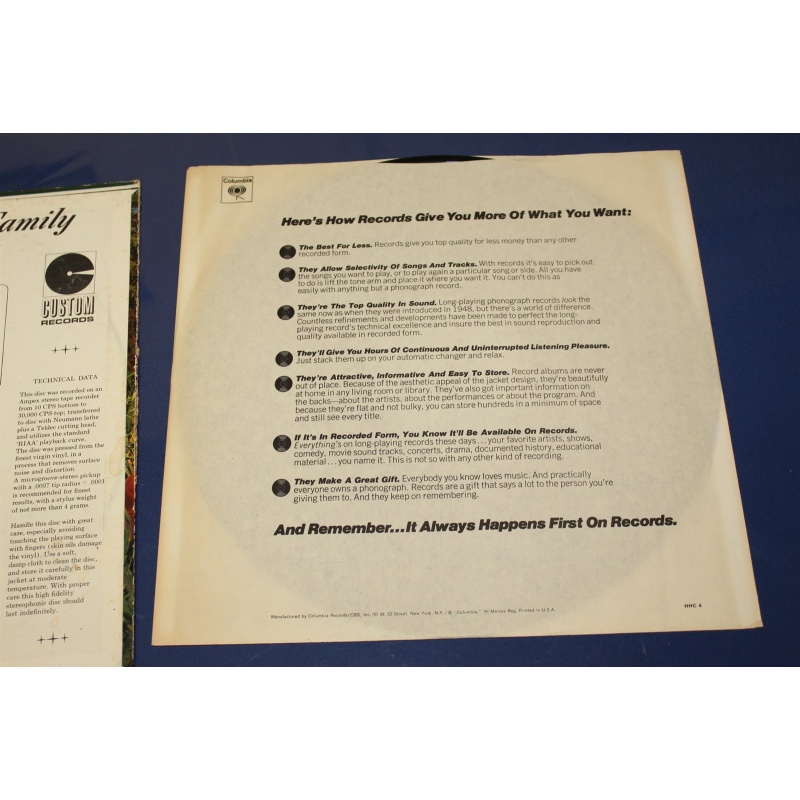 Family
CUSTOM
RECORDS
TECHNICAL DATA
This disc was recorded on an
Ampex stereo tape recorder
from 10 CPS bottom to
30,000 CPS top; transferred
to disc with Neumann lathe
plus a Teldec cutting head,
and utilizes the standard
'RIAA' playback curve.
The disc was pressed from the
finest virgin vinyl, in a
process that removes surface
noise and distortion.
A microgroove-stereo pickup
with a .0007 tip radius + .0001
is recommended for finest
results, with a stylus weight
of not more than 4 grams.
Handle this disc with great
care, especially avoiding
touching the playing surface
with fingers (skin oils damage
the vinyl). Use a soft,
damp cloth to clean the disc,
and store it carefully in this
jacket at moderate
temperature. With proper
care this high fidelity
stereophonic disc should
last indefinitely.
Columbia
Here's How Records Give You More Of What You Want:
The Best For Less. Records give you top quality for less money than any other
recorded form.
They Allow Selectivity Of Songs And Tracks. With records it's easy to pick out
the songs you want to play, or to play again a particular song or side. All you have
to do is lift the tone arm and place it where you want it. You can't do this as
easily with anything but a phonograph record.
They're The Top Quality In Sound. Long-playing phonograph records look the
same now as when they were introduced in 1948, but there's a world of difference.
Countless refinements and developments have been made to perfect the long-
playing record's technical excellence and insure the best in sound reproduction and
quality available in recorded form.
They'll Give You Hours Of Continuous And Uninterrupted Listening Pleasure.
Just stack them up on your automatic changer and relax.
They're Attractive, Informative And Easy To Store. Record albums are never
out of place. Because of the aesthetic appeal of the jacket design, they're beautifully
at home in any living room or library. They've also got important information on
the backs—about the artists, about the performances or about the program. And
because they're flat and not bulky, you can store hundreds in a minimum of space
and still see every title.
If It's In Recorded Form, You Know It'll Be Available On Records.
Everything's on long-playing records these days...your favorite artists, shows,
comedy, movie sound tracks, concerts, drama, documented history, educational
material...you name it. This is not so with any other kind of recording.
They Make A Great Gift. Everybody you know loves music. And practically
everyone owns a phonograph. Records are a gift that says a lot to the person you're
giving them to. And they keep on remembering.
And Remember...It Always Happens First On Records.
Manufactured by Columbia Records/CBS, Inc./51 W. 52 Street, New York, N.Y./ ® "Columbia," Marcas Reg. Printed in U.S.A.
HHC 4